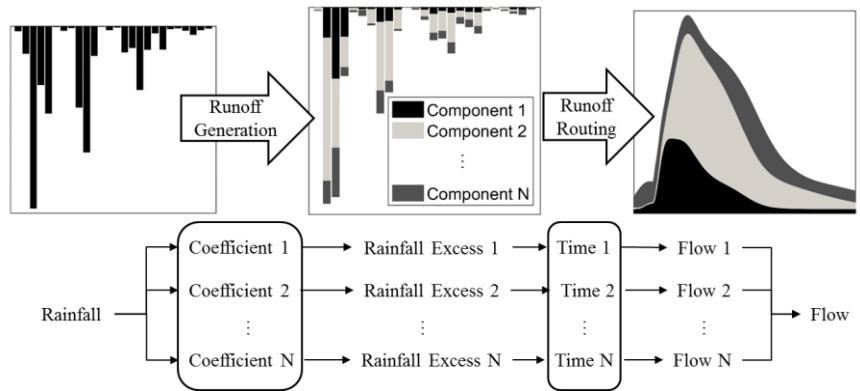 Runoff
Generation
Component 1
Component 2
⋮
Component N
Runoff
Routing
Coefficient 1 Rainfall Excess 1 Time 1 Flow 1
Coefficient 2 Rainfall Excess 2 Time 2 Flow 2
Rainfall ⋮ ⋮ ⋮ ⋮ Flow
Coefficient N Rainfall Excess N Time N Flow N